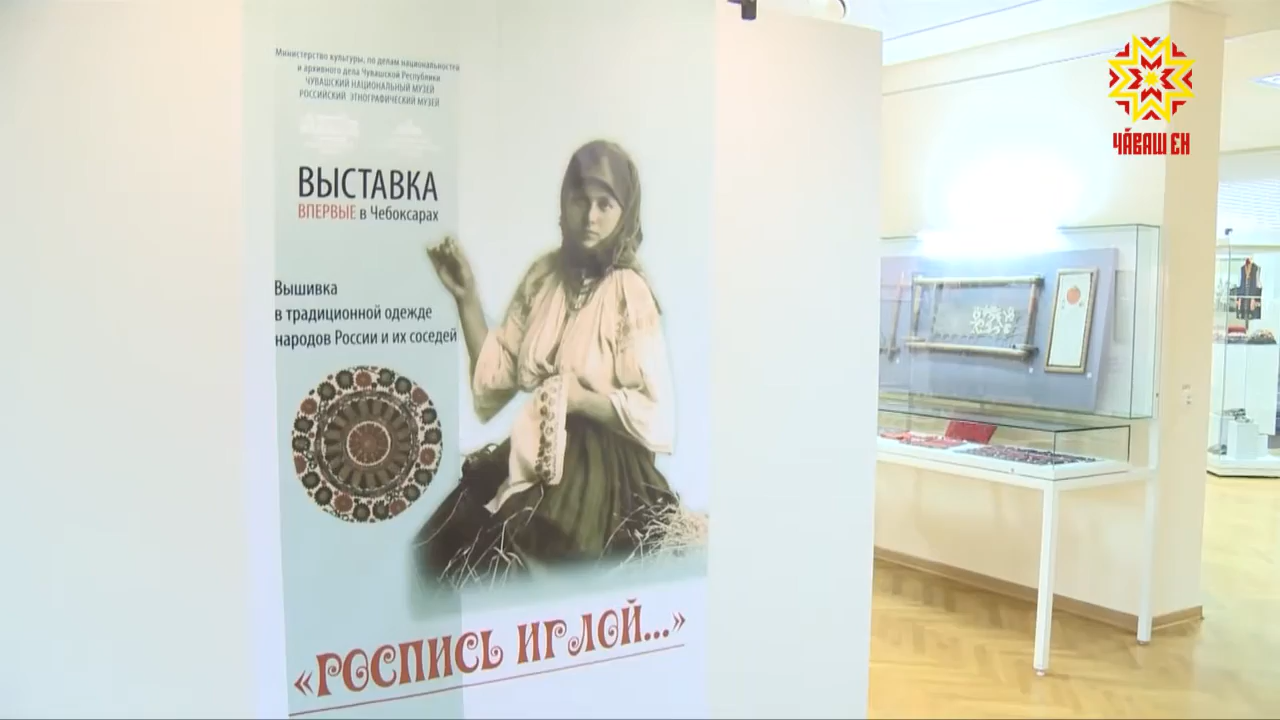 Министерство культуры, по делам национальностей
и архивного дела Чувашской Республики
ЧУВАШСКИЙ НАЦИОНАЛЬНЫЙ МУЗЕЙ
РОССИЙСКИЙ ЭТНОГРАФИЧЕСКИЙ МУЗЕЙ
ВЫСТАВКА
ВПЕРВЫЕ в Чебоксарах
Вышивка
в традиционной одежде
народов России и их соседей
«РОСПИСЬ ИГЛОЙ...»
ЧӐВАШ ЕН